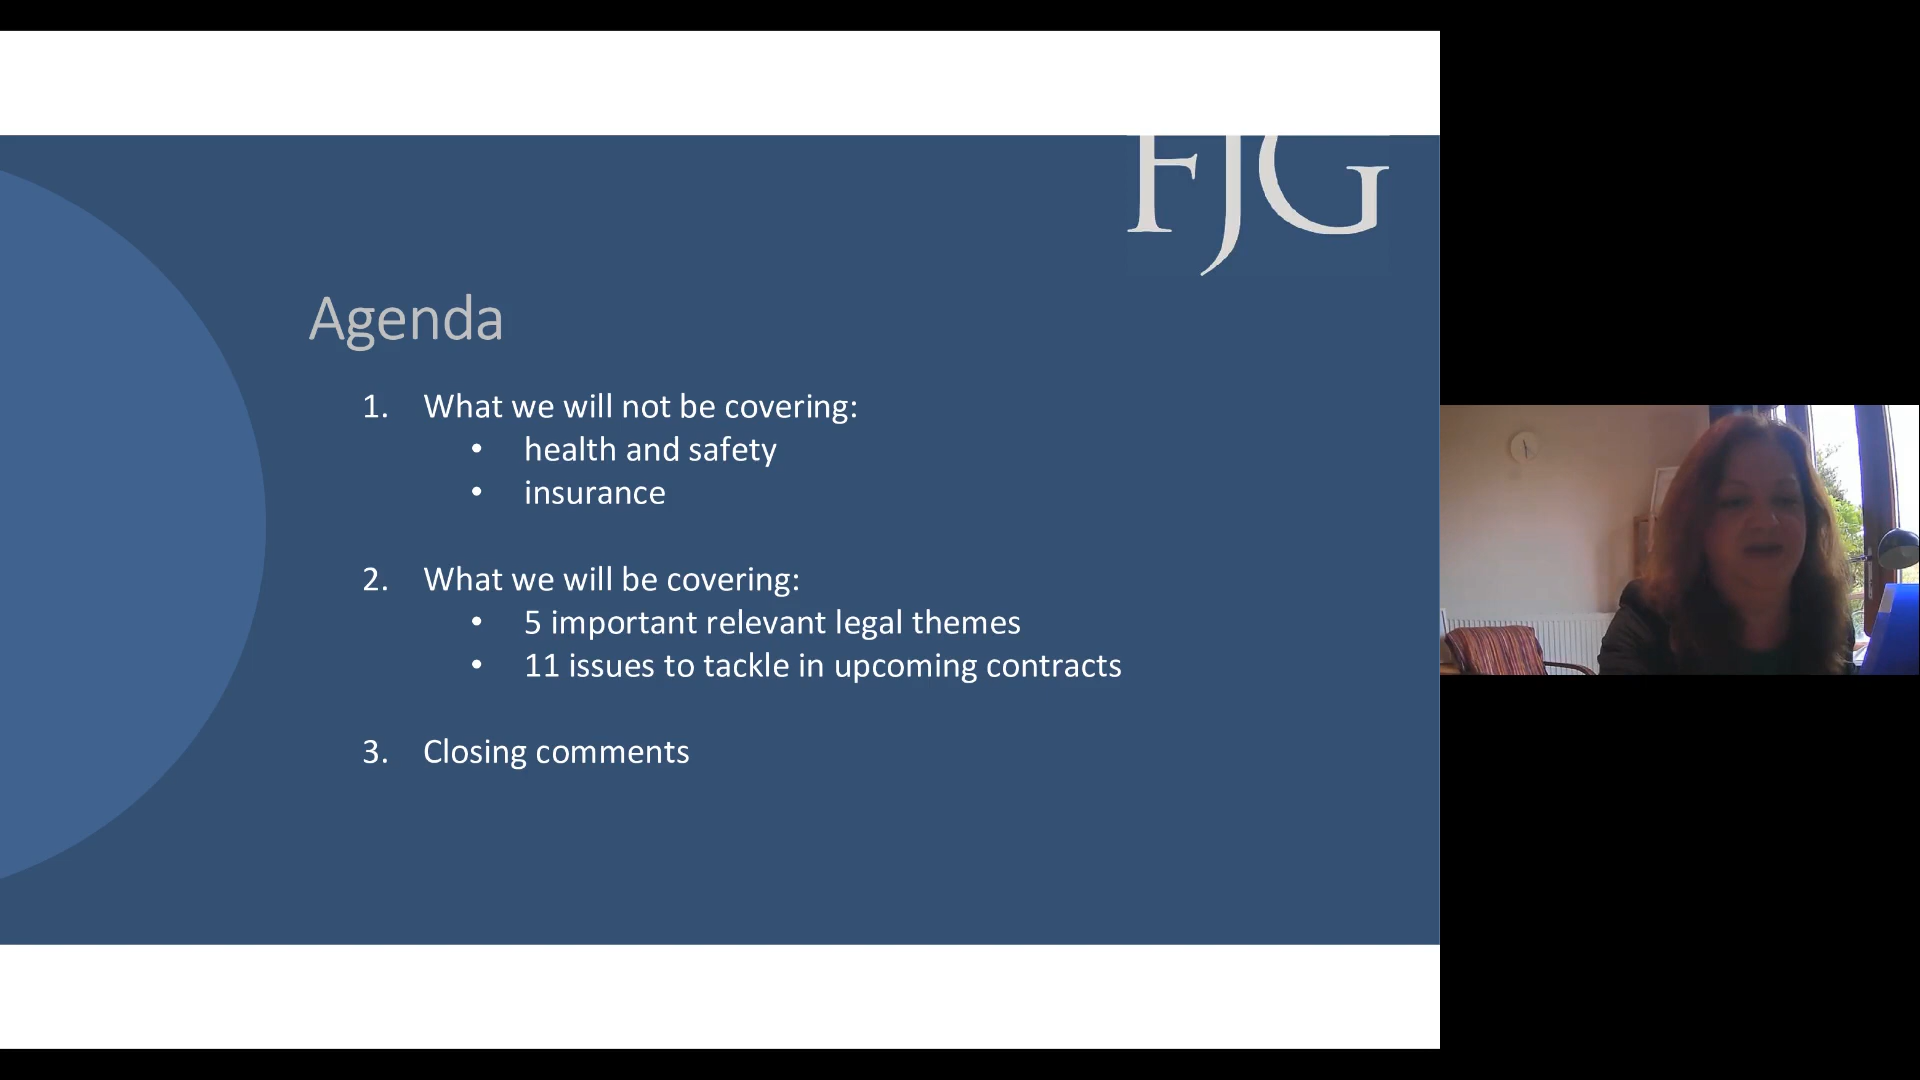 FJG
Agenda
1. What we will not be covering:
• health and safety
• insurance
2. What we will be covering:
• 5 important relevant legal themes
• 11 issues to tackle in upcoming contracts
3. Closing comments